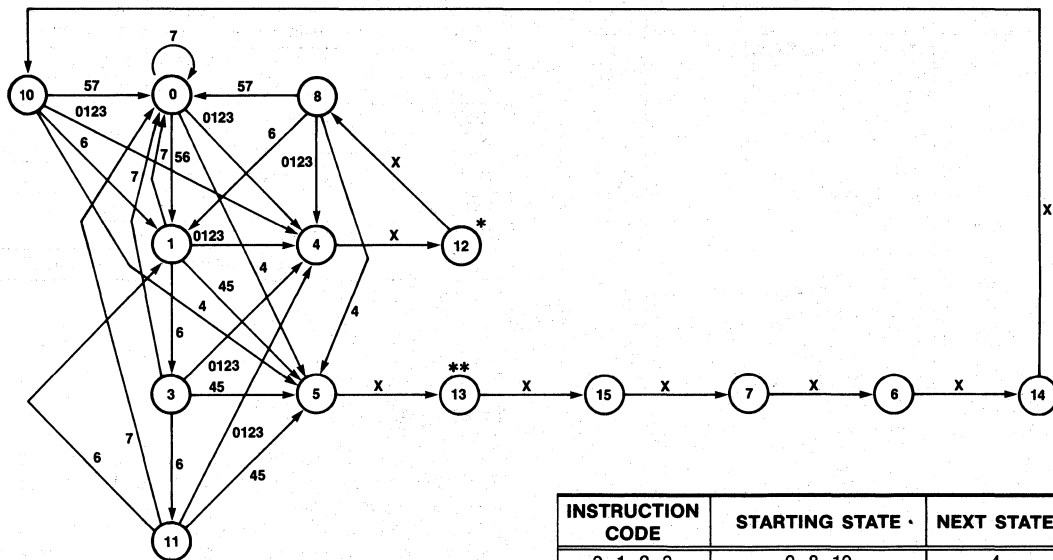 7
10 57 0 57 8
0123 0123
6 6
7 56 0123 X
7 X
*
1 0123 4 X 12
4
45
4 4
6
0123 **
3 45 5 X 13 X 15 X 7 X 6 X 14
0123
7
6 6 45
11
INSTRUCTION CODE STARTING STATE NEXT STATE